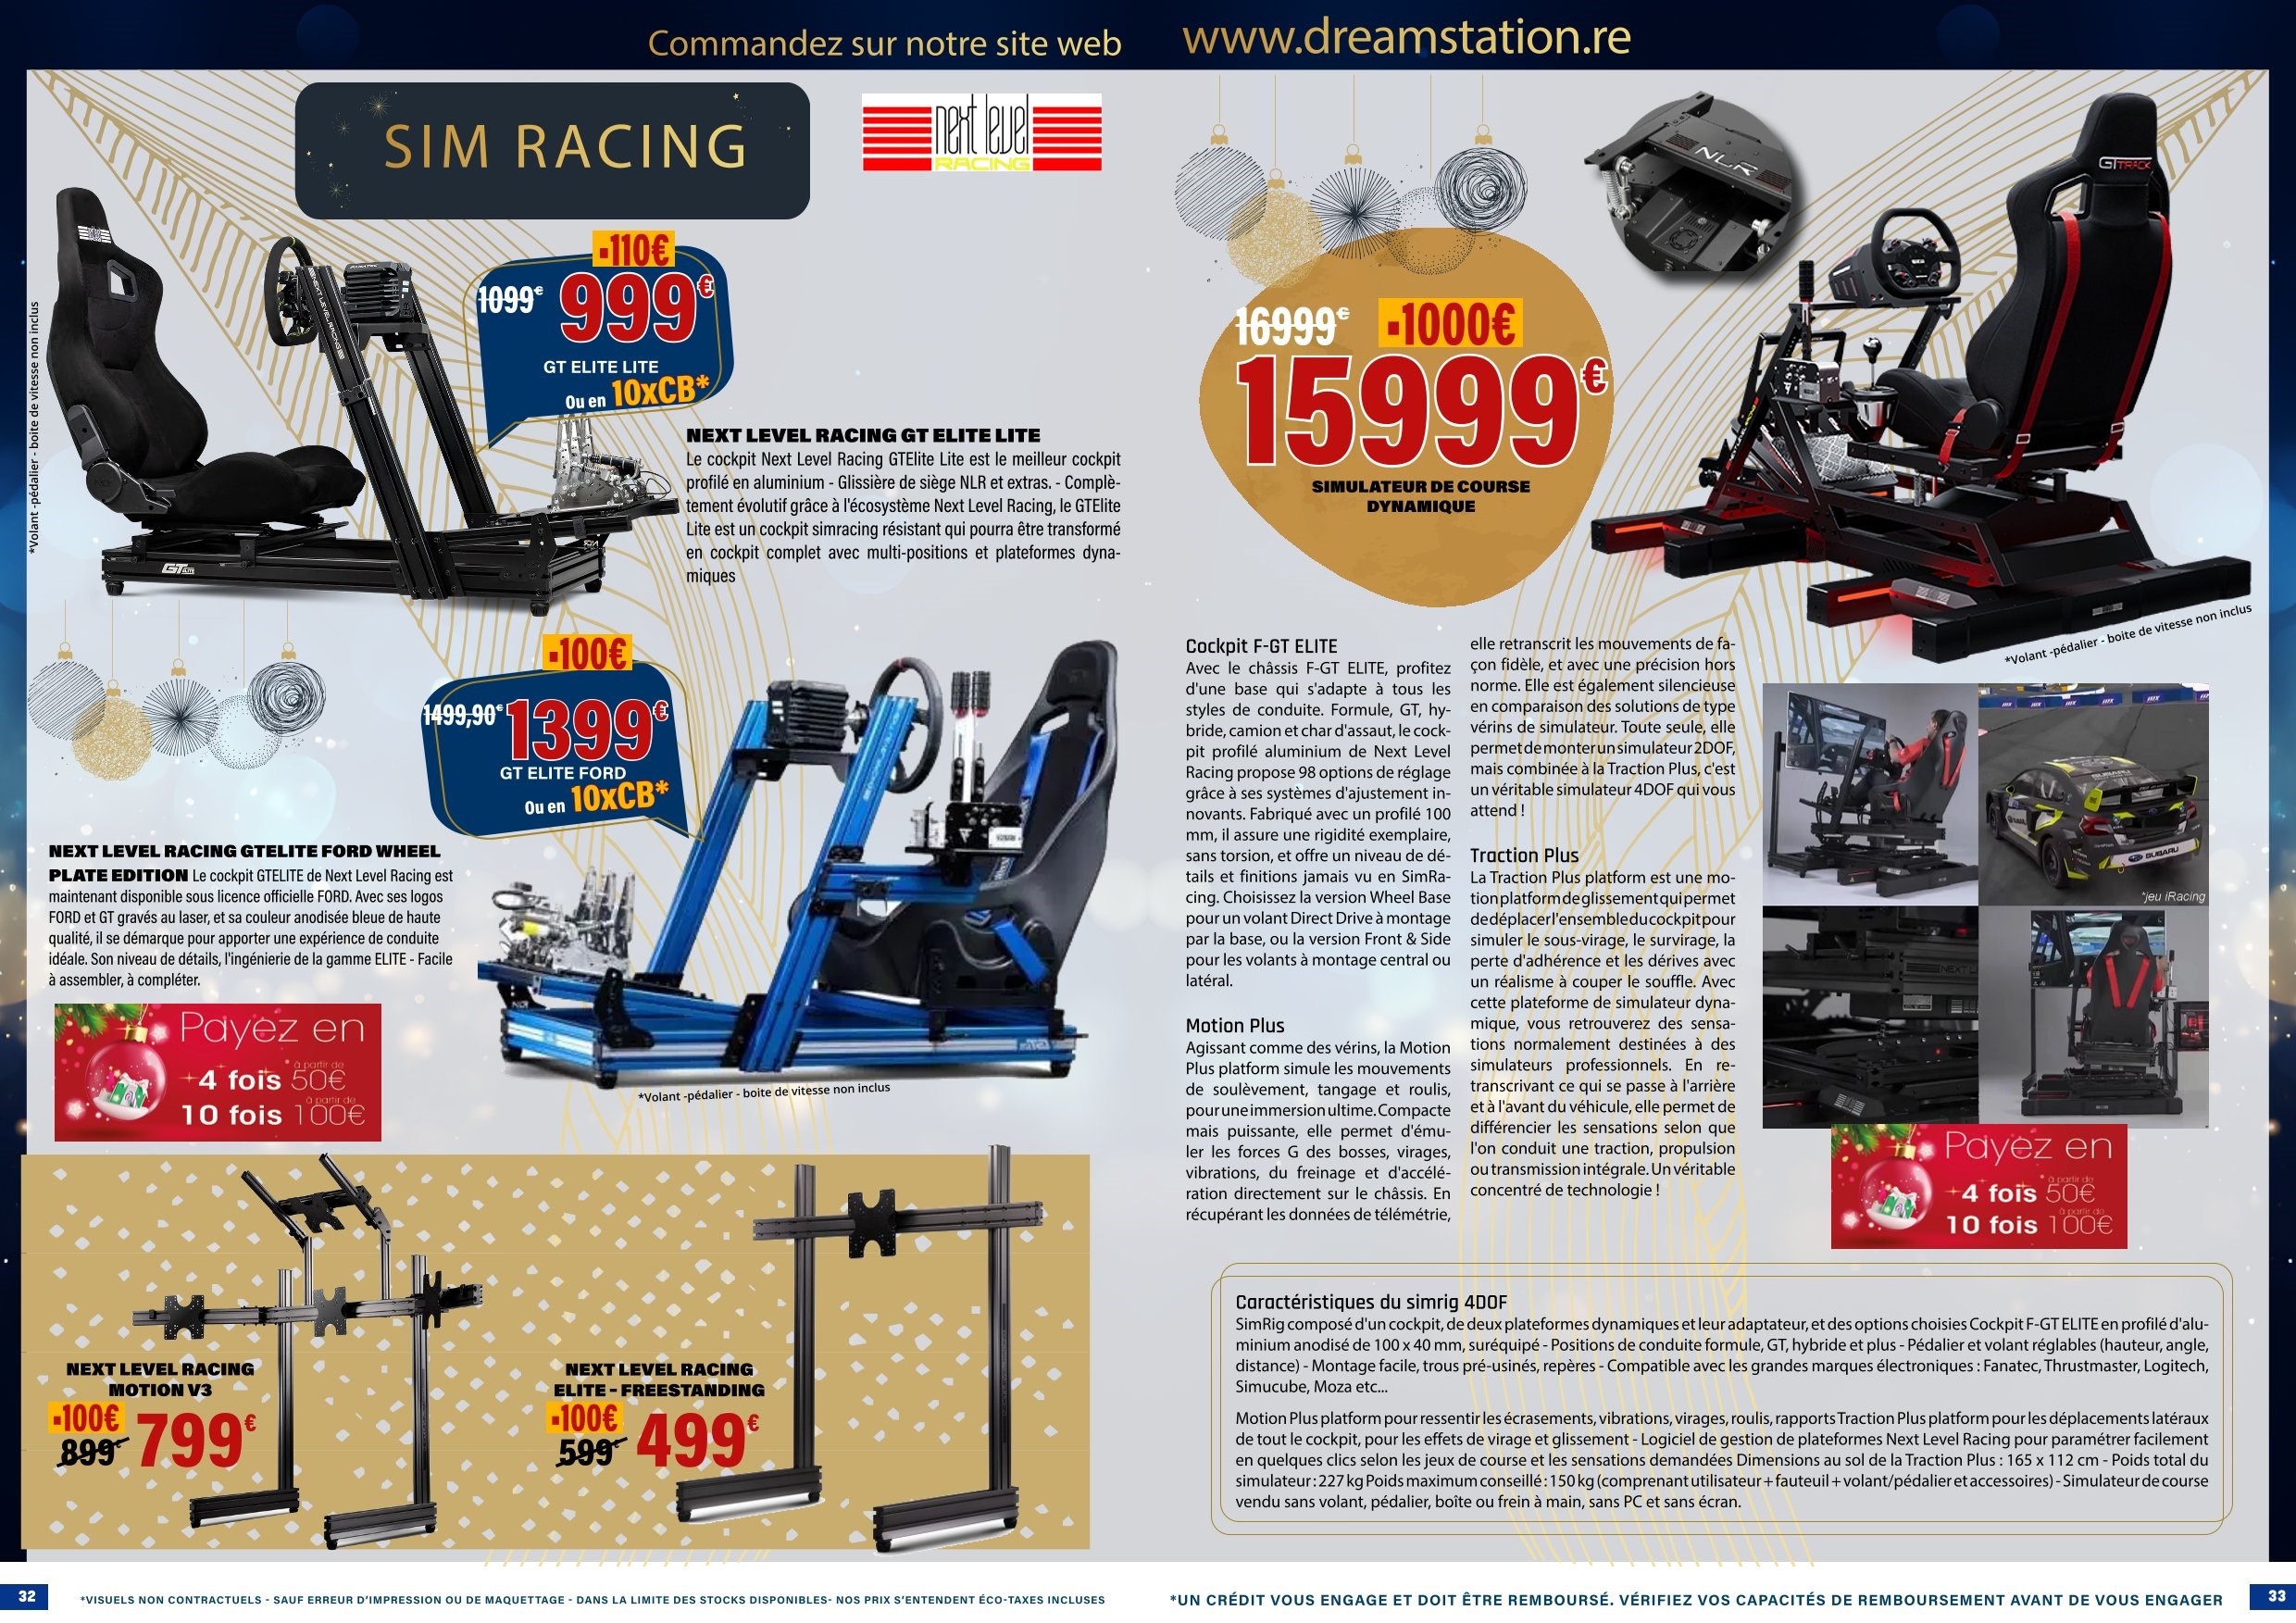 Commandez sur notre site web
www.dreamstation.re
SIM RACING
next level
RACING
*Volant -pédalier - boite de vitesse non inclus
-110€
1099€ 999€
GT ELITE LITE
Ou en 10xCB*
NEXT LEVEL RACING GT ELITE LITE
Le cockpit Next Level Racing GTElite Lite est le meilleur cockpit
profilé en aluminium - Glissière de siège NLR et extras. - Complè-
tement évolutif grâce à l'écosystème Next Level Racing, le GTElite
Lite est un cockpit simracing résistant qui pourra être transformé
en cockpit complet avec multi-positions et plateformes dyna-
miques
-100€
1499,90€ 1399€
GT ELITE FORD
Ou en 10xCB*
NEXT LEVEL RACING GTELITE FORD WHEEL
PLATE EDITION Le cockpit GTELITE de Next Level Racing est
maintenant disponible sous licence officielle FORD. Avec ses logos
FORD et GT gravés au laser, et sa couleur anodisée bleue de haute
qualité, il se démarque pour apporter une expérience de conduite
idéale. Son niveau de détails, l'ingénierie de la gamme ELITE - Facile
à assembler, à compléter.
Payez en
à partir de
4 fois 50€
à partir de
10 fois 100€
*Volant -pédalier - boite de vitesse non inclus
NEXT LEVEL RACING
MOTION V3
-100€
899€ 799€
NEXT LEVEL RACING
ELITE - FREESTANDING
-100€
599€ 499€
NLR
GTTRACK
16999€ -1000€
15999€
SIMULATEUR DE COURSE
DYNAMIQUE
*Volant -pédalier - boite de vitesse non inclus
Cockpit F-GT ELITE
Avec le châssis F-GT ELITE, profitez
d'une base qui s'adapte à tous les
styles de conduite. Formule, GT, hy-
bride, camion et char d'assaut, le cock-
pit profilé aluminium de Next Level
Racing propose 98 options de réglage
grâce à ses systèmes d'ajustement in-
novants. Fabriqué avec un profilé 100
mm, il assure une rigidité exemplaire,
sans torsion, et offre un niveau de dé-
tails et finitions jamais vu en SimRa-
cing. Choisissez la version Wheel Base
pour un volant Direct Drive à montage
par la base, ou la version Front & Side
pour les volants à montage central ou
latéral.
Motion Plus
Agissant comme des vérins, la Motion
Plus platform simule les mouvements
de soulèvement, tangage et roulis,
pour une immersion ultime. Compacte
mais puissante, elle permet d'ému-
ler les forces G des bosses, virages,
vibrations, du freinage et d'accélé-
ration directement sur le châssis. En
récupérant les données de télémétrie,
elle retranscrit les mouvements de fa-
çon fidèle, et avec une précision hors
norme. Elle est également silencieuse
en comparaison des solutions de type
vérins de simulateur. Toute seule, elle
permet de monter un simulateur 2DOF,
mais combinée à la Traction Plus, c'est
un véritable simulateur 4DOF qui vous
attend !
Traction Plus
La Traction Plus platform est une mo-
tion platform de glissement qui permet
de déplacer l'ensemble du cockpit pour
simuler le sous-virage, le survirage, la
perte d'adhérence et les dérives avec
un réalisme à couper le souffle. Avec
cette plateforme de simulateur dyna-
mique, vous retrouverez des sensa-
tions normalement destinées à des
simulateurs professionnels. En re-
transcrivant ce qui se passe à l'arrière
et à l'avant du véhicule, elle permet de
différencier les sensations selon que
l'on conduit une traction, propulsion
ou transmission intégrale. Un véritable
concentré de technologie !
SUBARU
*jeu iRacing
Payez en
à partir de
4 fois 50€
à partir de
10 fois 100€
Caractéristiques du simrig 4DOF
SimRig composé d'un cockpit, de deux plateformes dynamiques et leur adaptateur, et des options choisies Cockpit F-GT ELITE en profilé d'alu-
minium anodisé de 100 x 40 mm, suréquipé - Positions de conduite formule, GT, hybride et plus - Pédalier et volant réglables (hauteur, angle,
distance) - Montage facile, trous pré-usinés, repères - Compatible avec les grandes marques électroniques : Fanatec, Thrustmaster, Logitech,
Simucube, Moza etc...
Motion Plus platform pour ressentir les écrasements, vibrations, virages, roulis, rapports Traction Plus platform pour les déplacements latéraux
de tout le cockpit, pour les effets de virage et glissement - Logiciel de gestion de plateformes Next Level Racing pour paramétrer facilement
en quelques clics selon les jeux de course et les sensations demandées Dimensions au sol de la Traction Plus : 165 x 112 cm - Poids total du
simulateur : 227 kg Poids maximum conseillé : 150 kg (comprenant utilisateur + fauteuil + volant/pédalier et accessoires) - Simulateur de course
vendu sans volant, pédalier, boîte ou frein à main, sans PC et sans écran.
32
*VISUELS NON CONTRACTUELS - SAUF ERREUR D'IMPRESSION OU DE MAQUETTAGE - DANS LA LIMITE DES STOCKS DISPONIBLES- NOS PRIX S'ENTENDENT ÉCO-TAXES INCLUSES
*UN CRÉDIT VOUS ENGAGE ET DOIT ÊTRE REMBOURSÉ. VÉRIFIEZ VOS CAPACITÉS DE REMBOURSEMENT AVANT DE VOUS ENGAGER
33